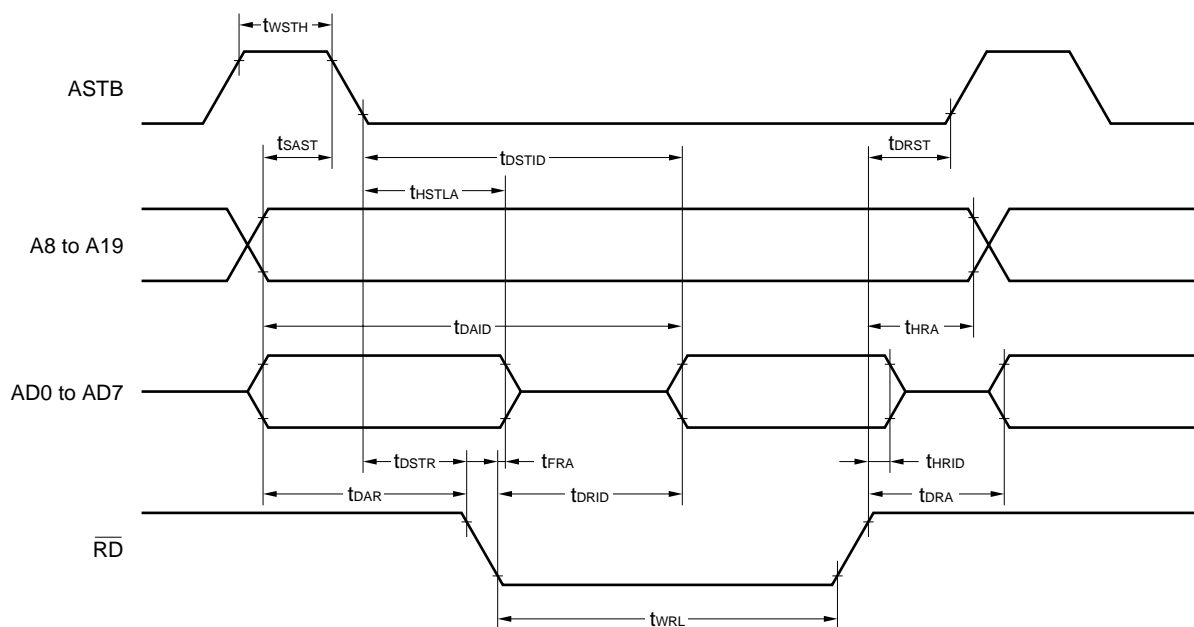 tWSTH
ASTB
tSAST
tDSTID
tDRST
tHSTLA
A8 to A19
tDAID
tHRA
AD0 to AD7
tDSTR
tFRA
tHRID
tDAR
tDRID
tDRA
RD
tWRL